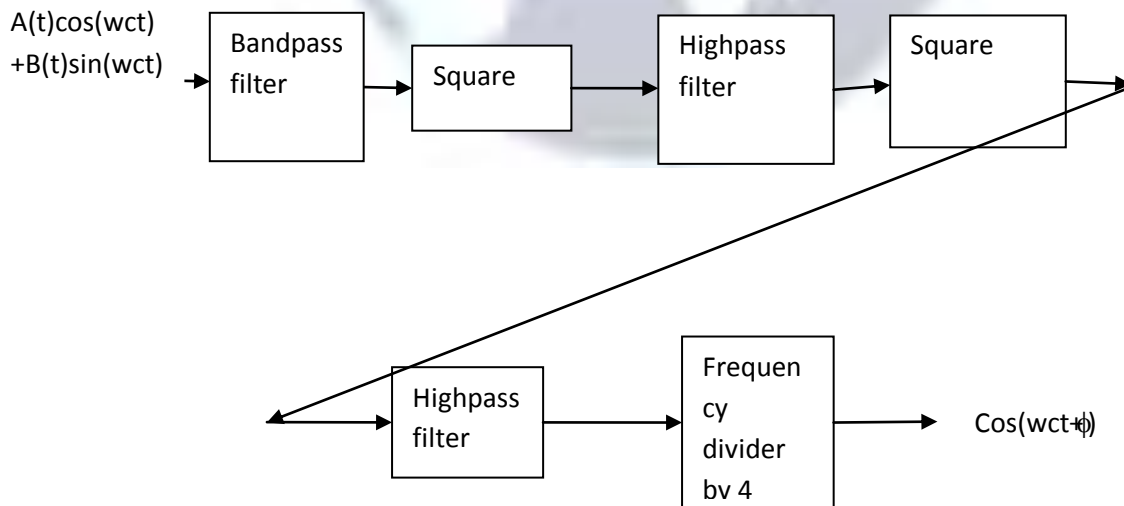 A(t)cos(wct)
+B(t)sin(wct)
Bandpass
filter
Square
Highpass
filter
Square
Highpass
filter
Frequen
cy
divider
by 4
Cos(wct+ϕ)